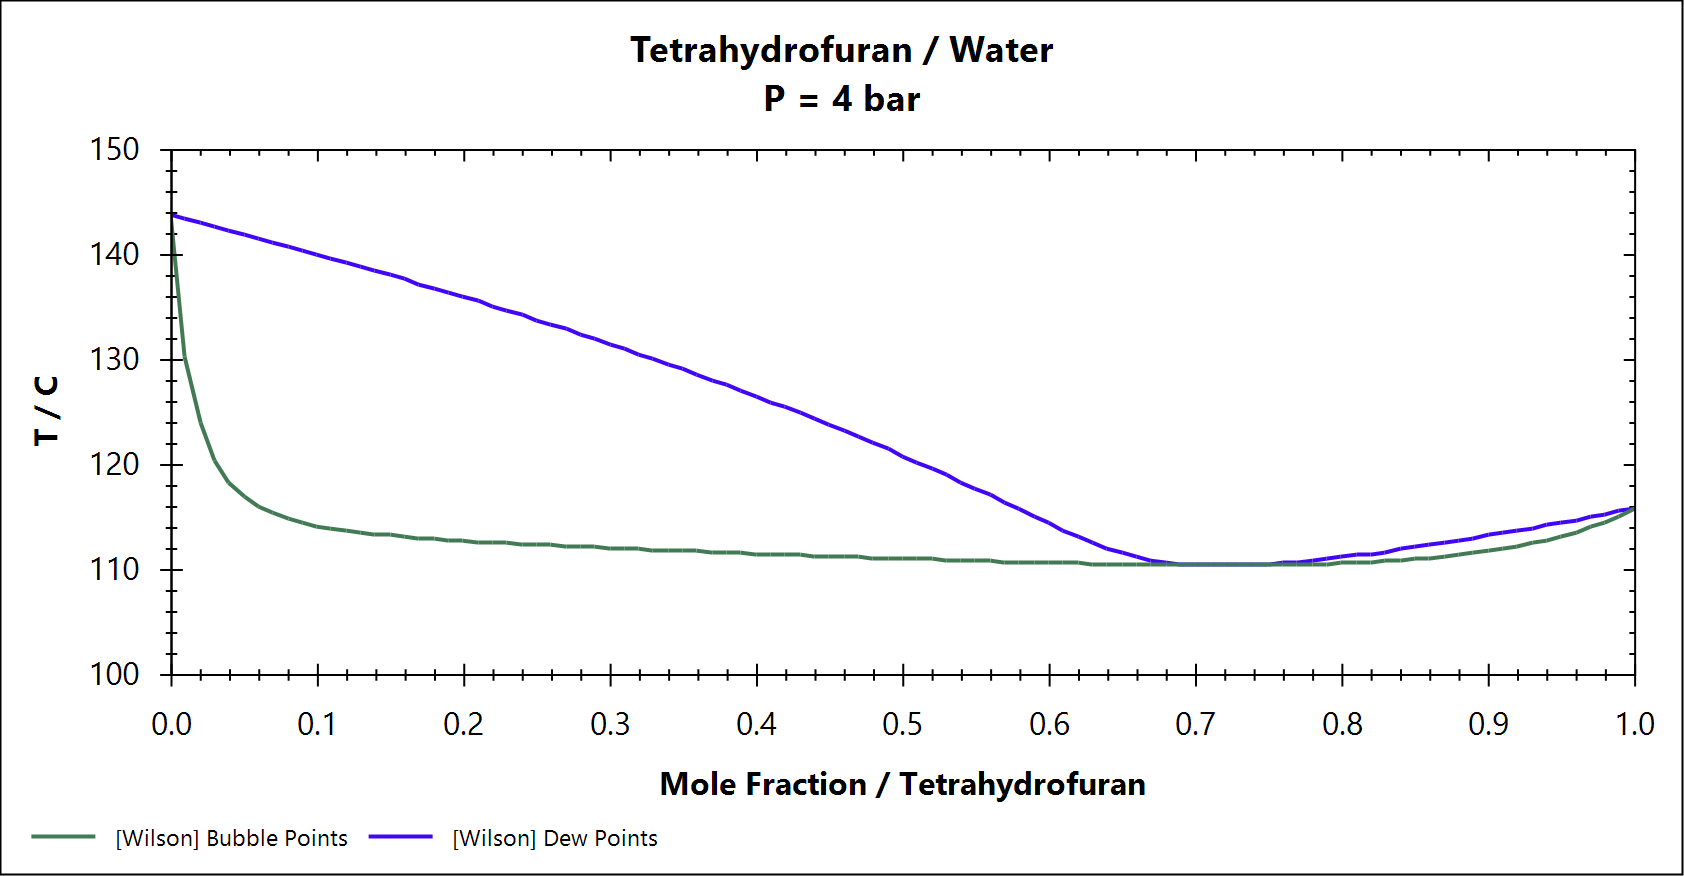 Tetrahydrofuran / Water
P = 4 bar
150
140
130
120
110
100
T / C
0.0 0.1 0.2 0.3 0.4 0.5 0.6 0.7 0.8 0.9 1.0
Mole Fraction / Tetrahydrofuran
[Wilson] Bubble Points [Wilson] Dew Points